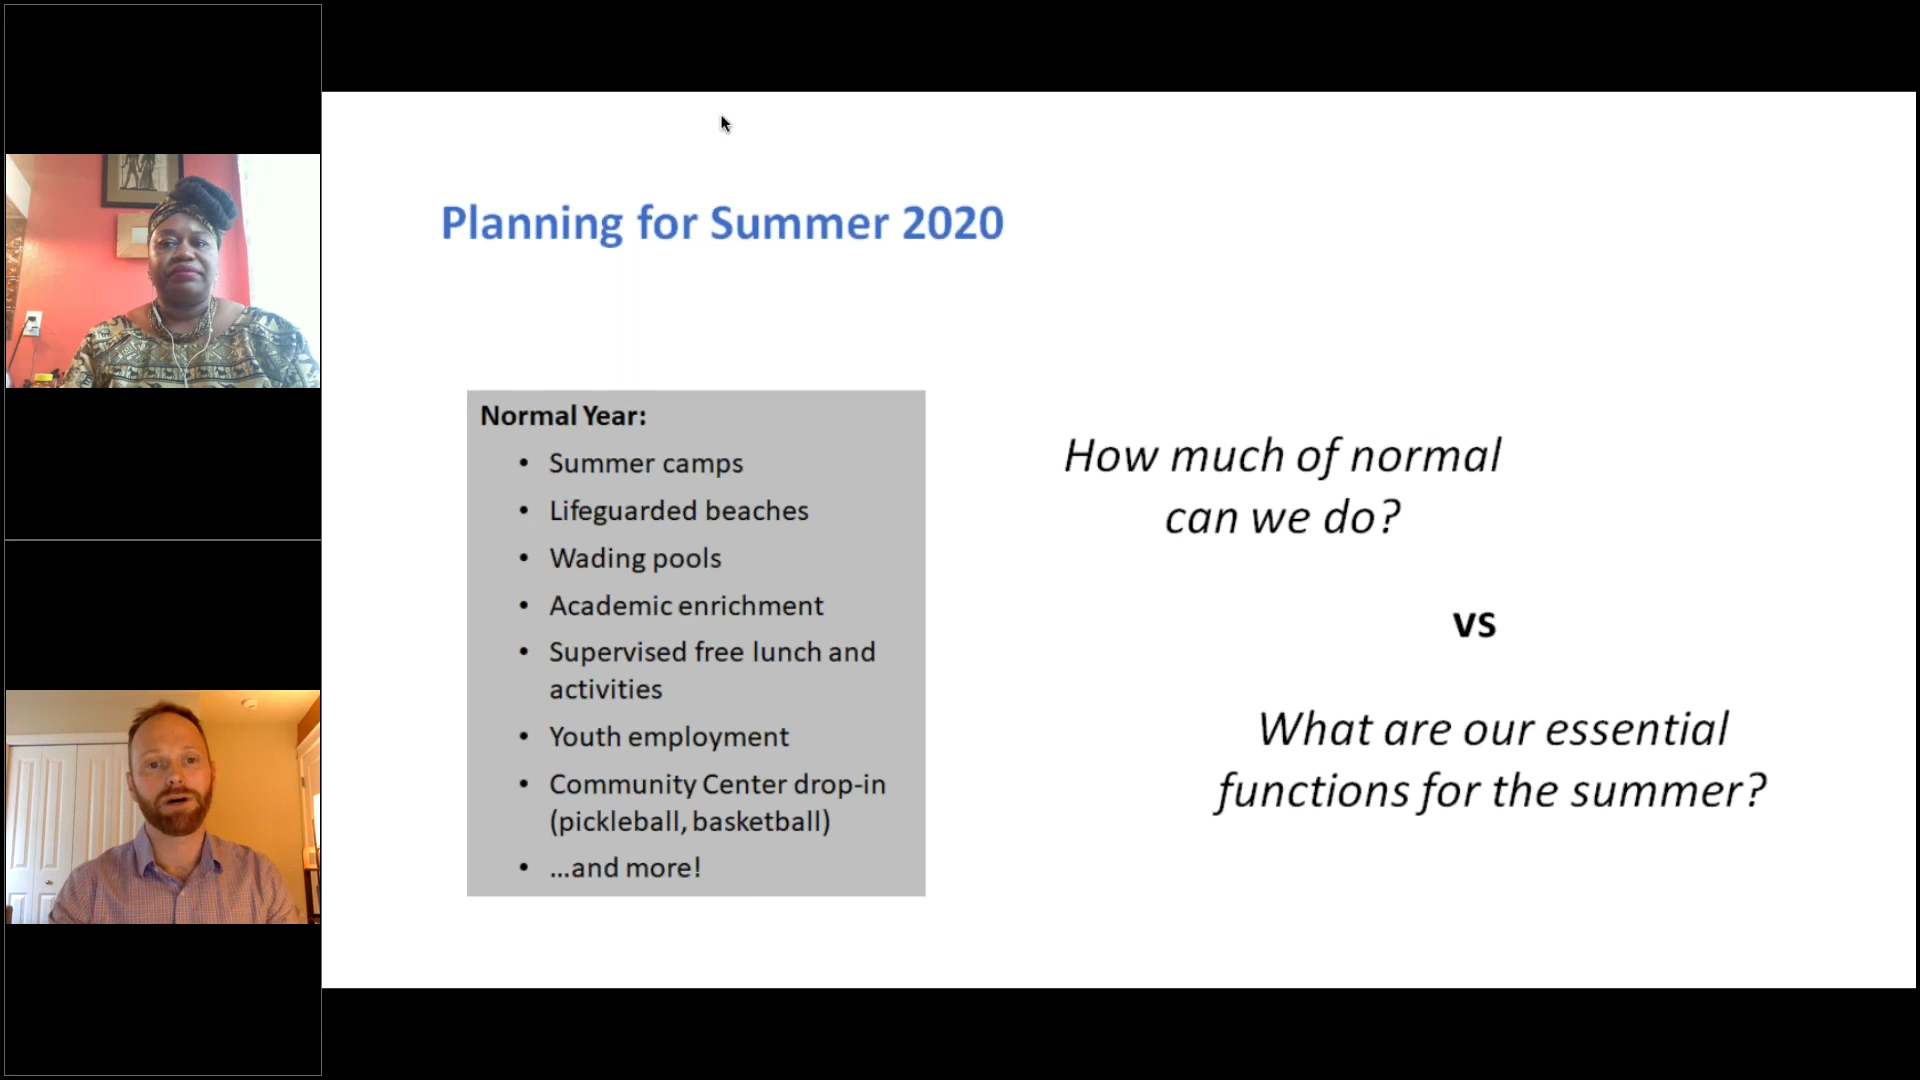 Planning for Summer 2020
Normal Year:
• Summer camps
• Lifeguarded beaches
• Wading pools
• Academic enrichment
• Supervised free lunch and
activities
• Youth employment
• Community Center drop-in
(pickleball, basketball)
• ...and more!
How much of normal
can we do?
vs
What are our essential
functions for the summer?